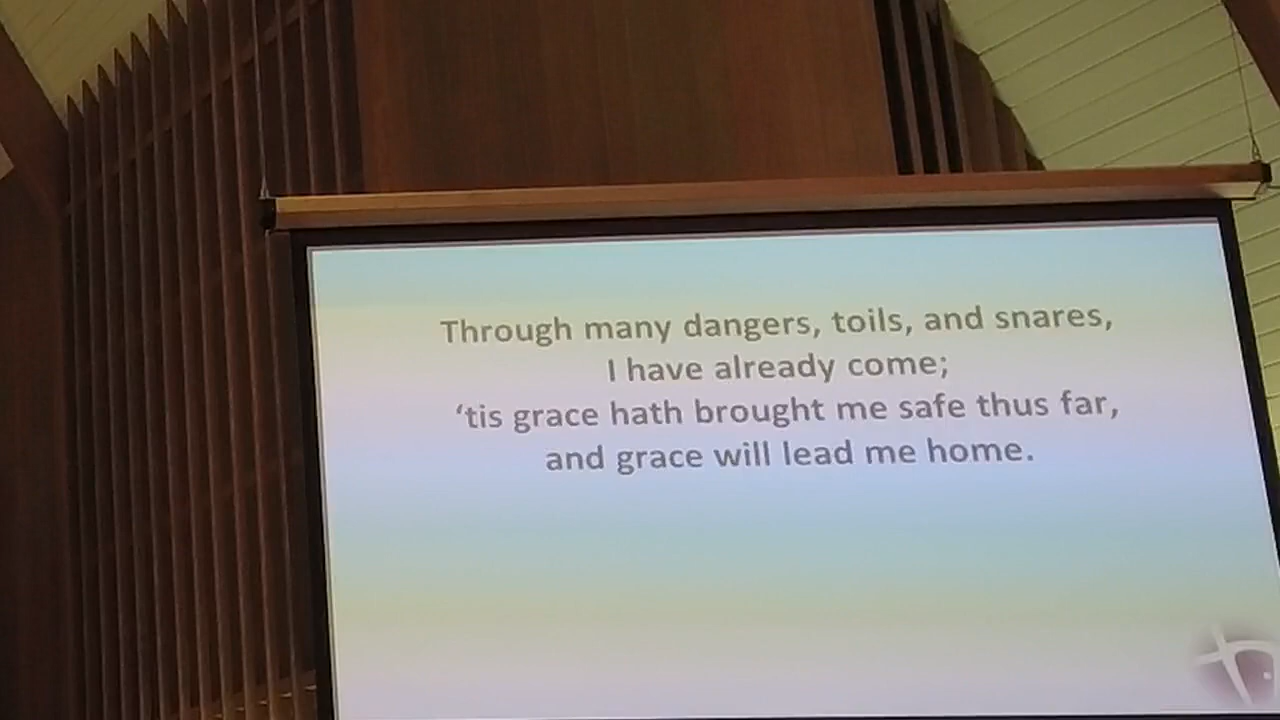 Through many dangers, toils, and snares,
I have already come;
‘tis grace hath brought me safe thus far,
and grace will lead me home.